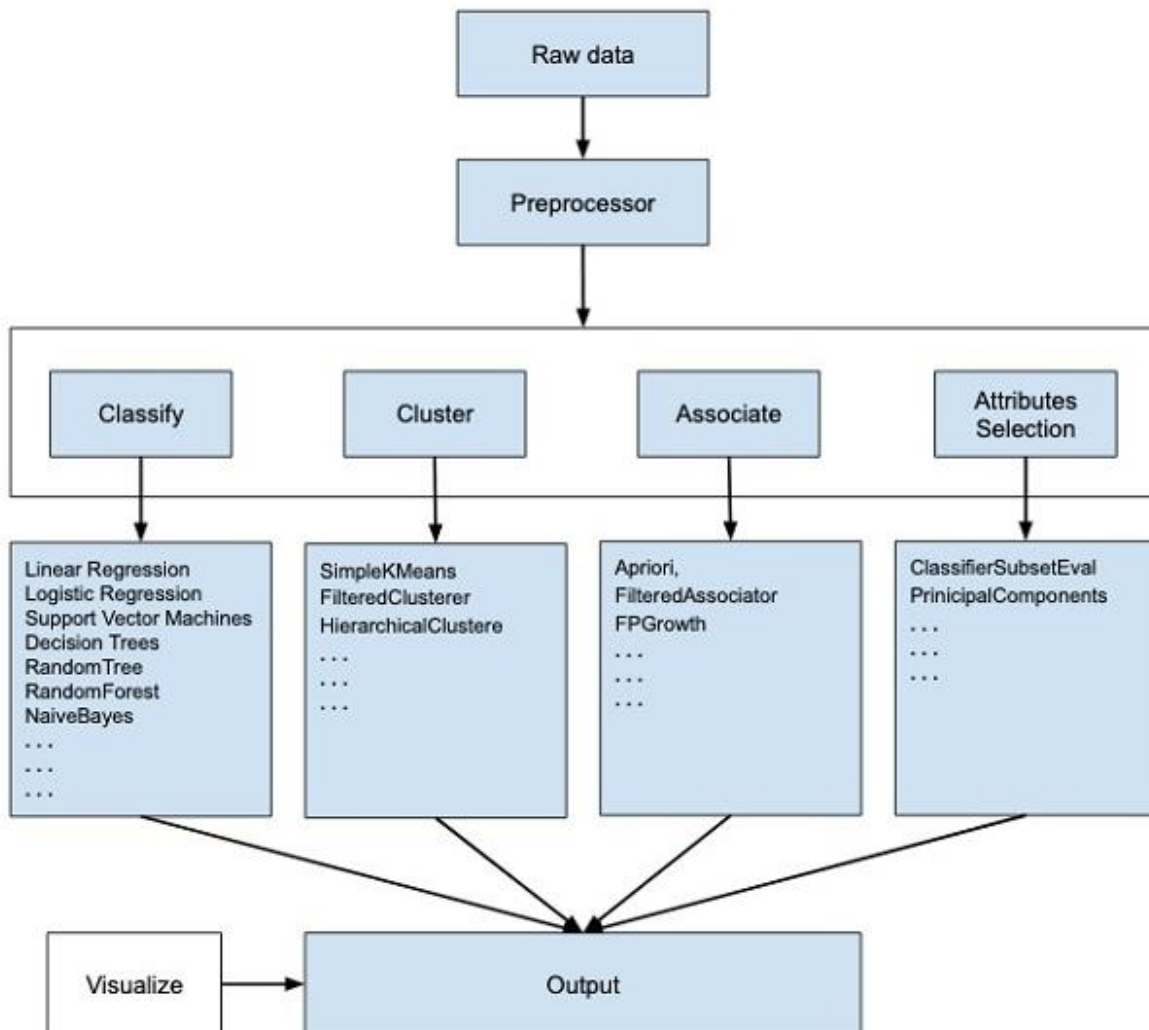 Raw data
Preprocessor
Classify
Cluster
Associate
Attributes
Selection
Linear Regression
Logistic Regression
Support Vector Machines
Decision Trees
RandomTree
RandomForest
NaiveBayes
. . .
. . .
. . .
SimpleKMeans
FilteredClusterer
HierarchicalClustere
. . .
. . .
. . .
Apriori,
FilteredAssociator
FPGrowth
. . .
. . .
. . .
ClassifierSubsetEval
PrinicipalComponents
. . .
. . .
. . .
Visualize
Output